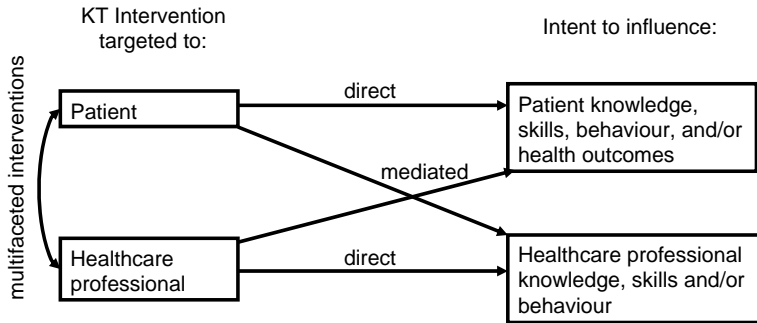 KT Intervention
targeted to:
Intent to influence:
multifaceted interventions
Patient
direct
Patient knowledge,
skills, behaviour, and/or
health outcomes
mediated
Healthcare
professional
direct
Healthcare professional
knowledge, skills and/or
behaviour